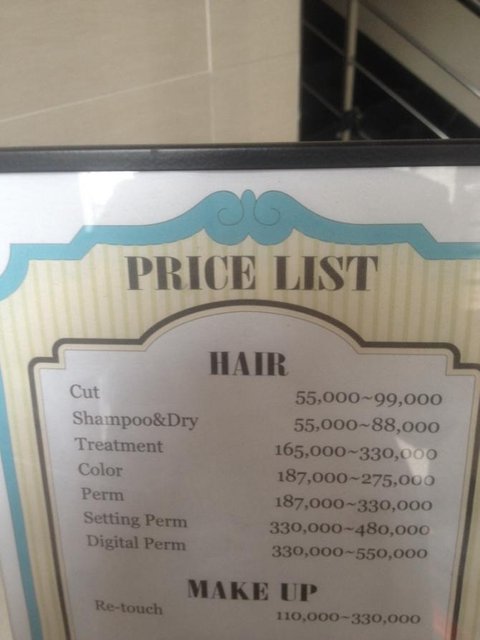 PRICE LIST
HAIR
Cut 55,000~99,000
Shampoo&Dry 55,000~88,000
Treatment 165,000~330,000
Color 187,000~275,000
Perm 187,000~330,000
Setting Perm 330,000~480,000
Digital Perm 330,000~550,000
MAKE UP
Re-touch 110,000~330,000